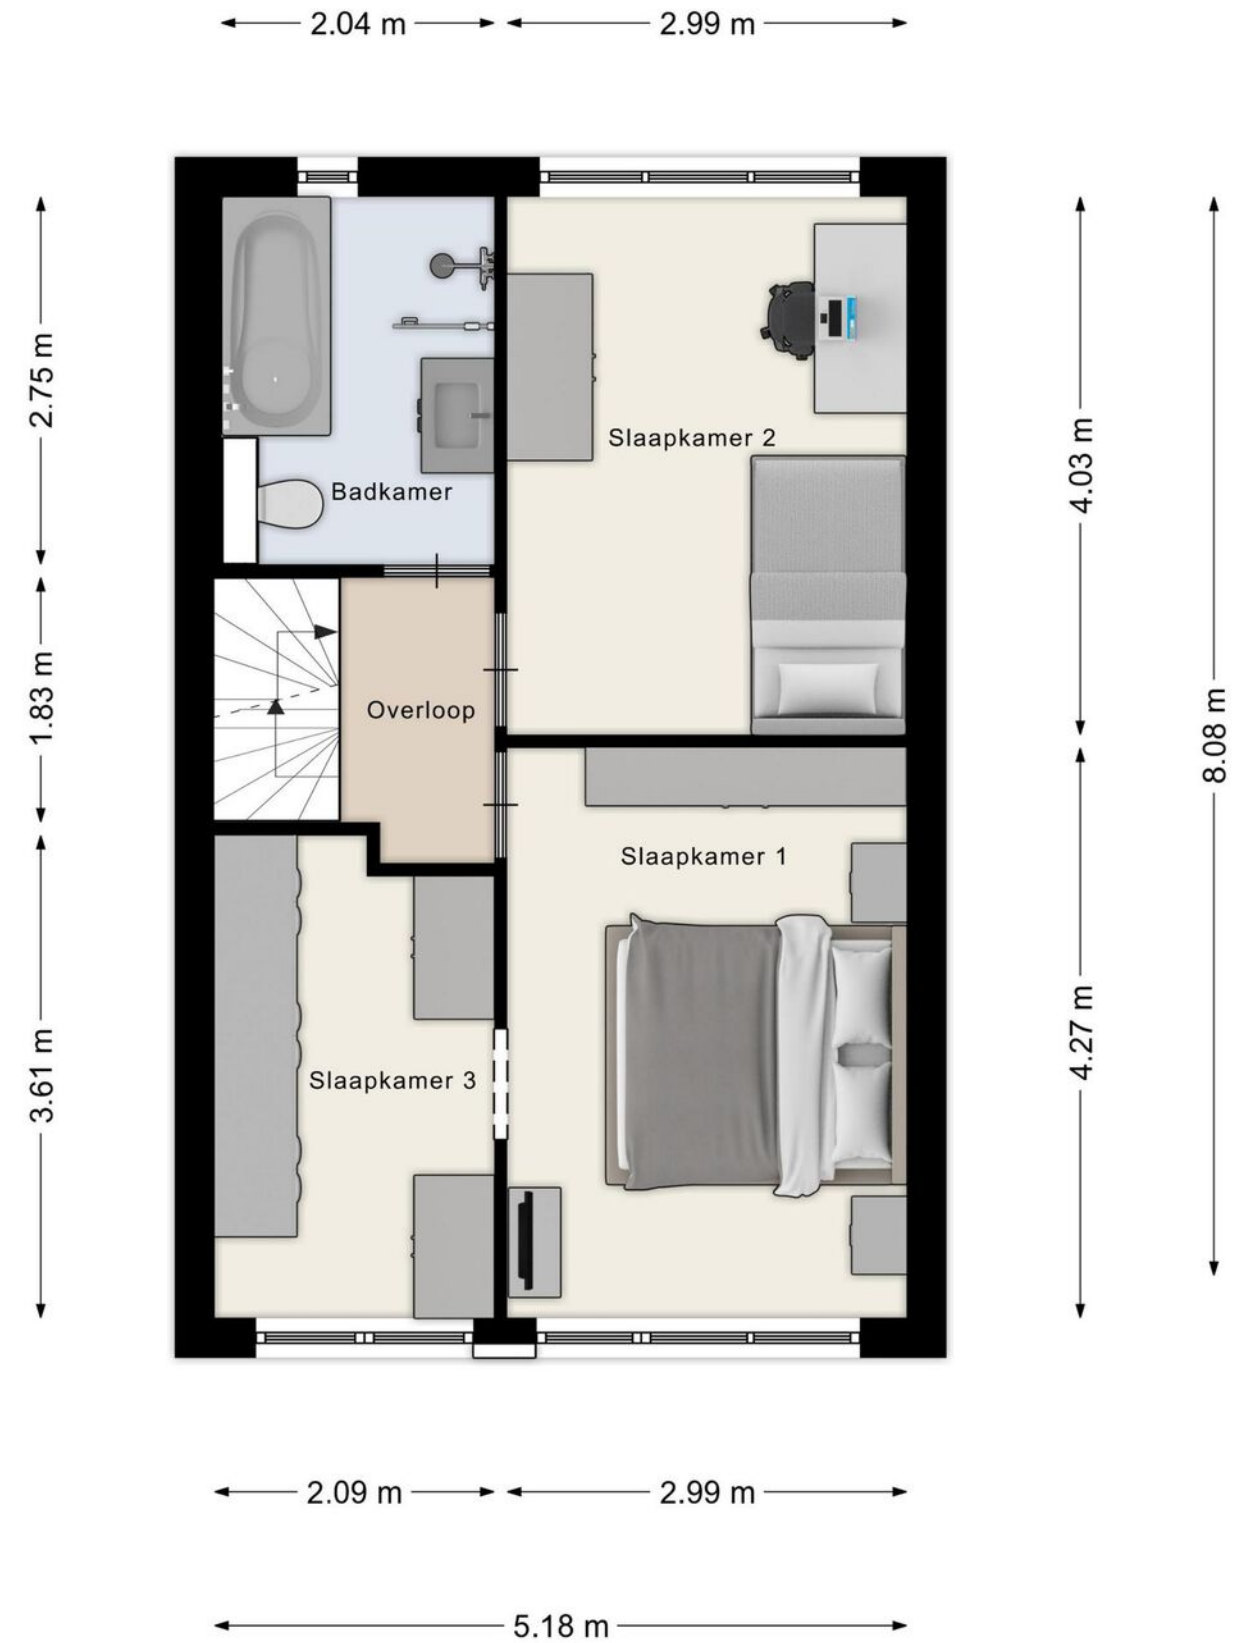 2.04 m
2.99 m
2.75 m
1.83 m
3.61 m
4.03 m
4.27 m
8.08 m
Slaapkamer 2
Badkamer
Overloop
Slaapkamer 1
Slaapkamer 3
2.09 m
2.99 m
5.18 m